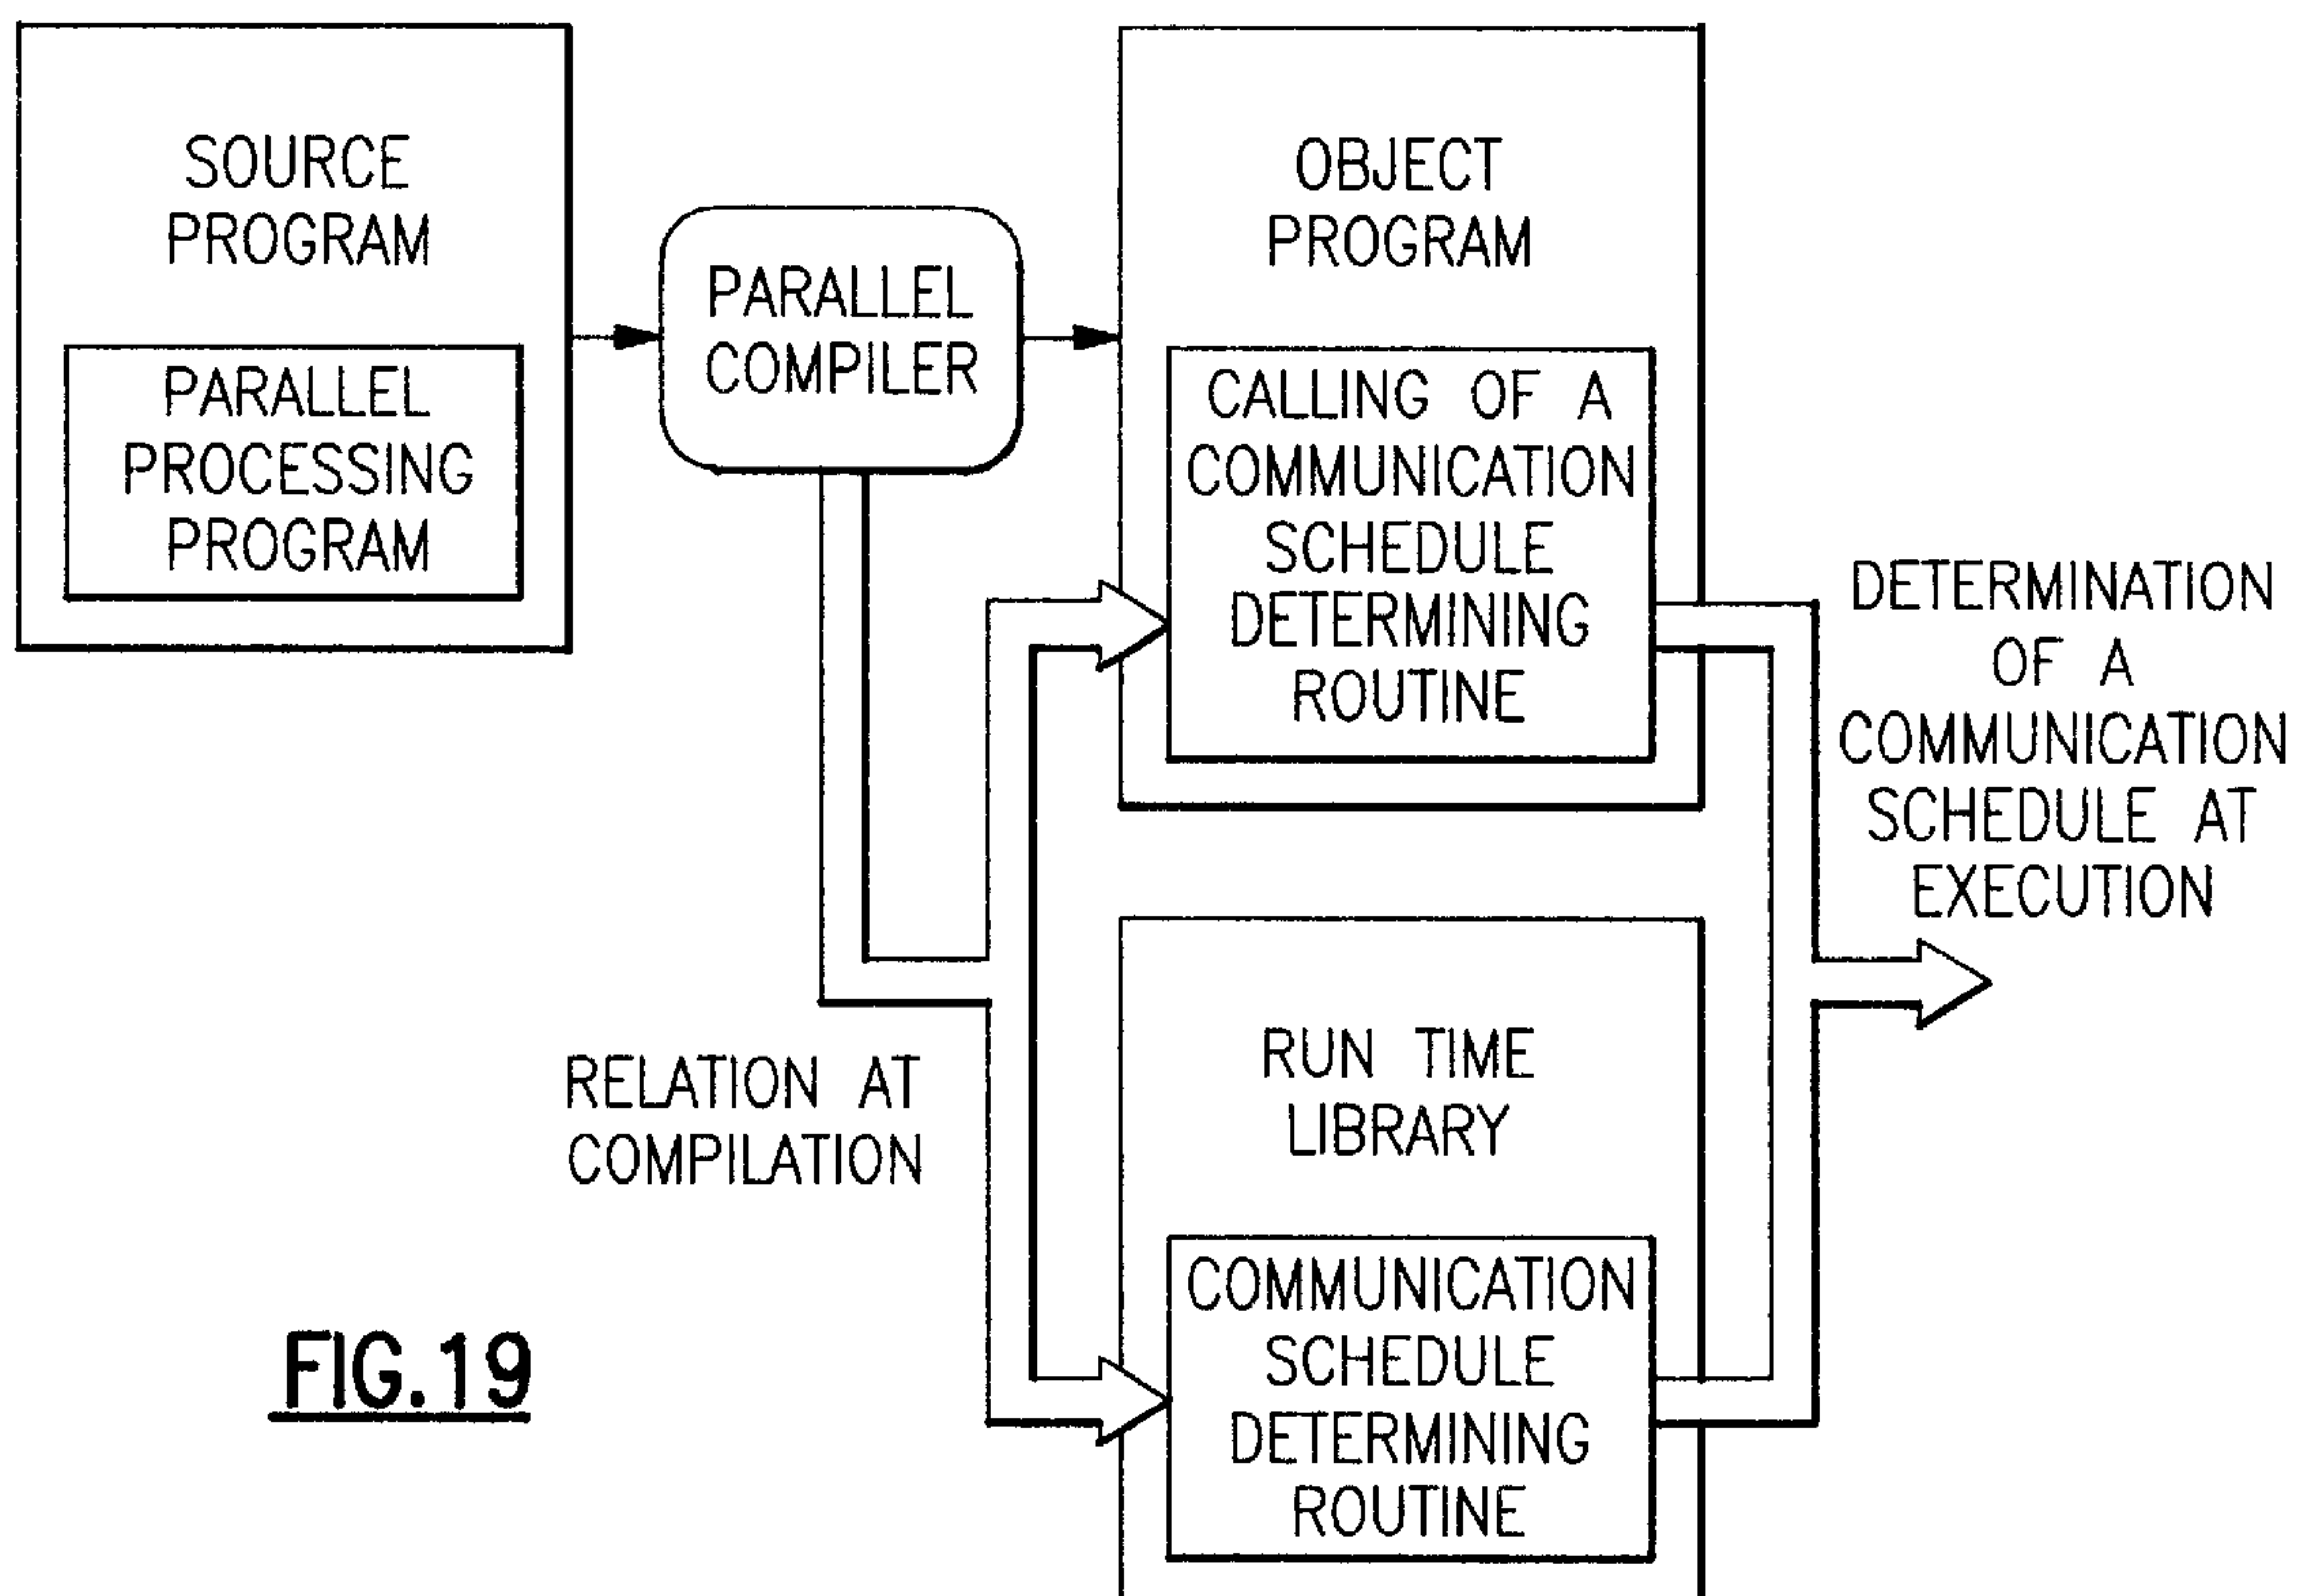 SOURCE
PROGRAM
PARALLEL
PROCESSING
PROGRAM
PARALLEL
COMPILER
OBJECT
PROGRAM
CALLING OF A
COMMUNICATION
SCHEDULE
DETERMINING
ROUTINE
DETERMINATION
OF A
COMMUNICATION
SCHEDULE AT
EXECUTION
RELATION AT
COMPILATION
RUN TIME
LIBRARY
COMMUNICATION
SCHEDULE
DETERMINING
ROUTINE
FIG.19